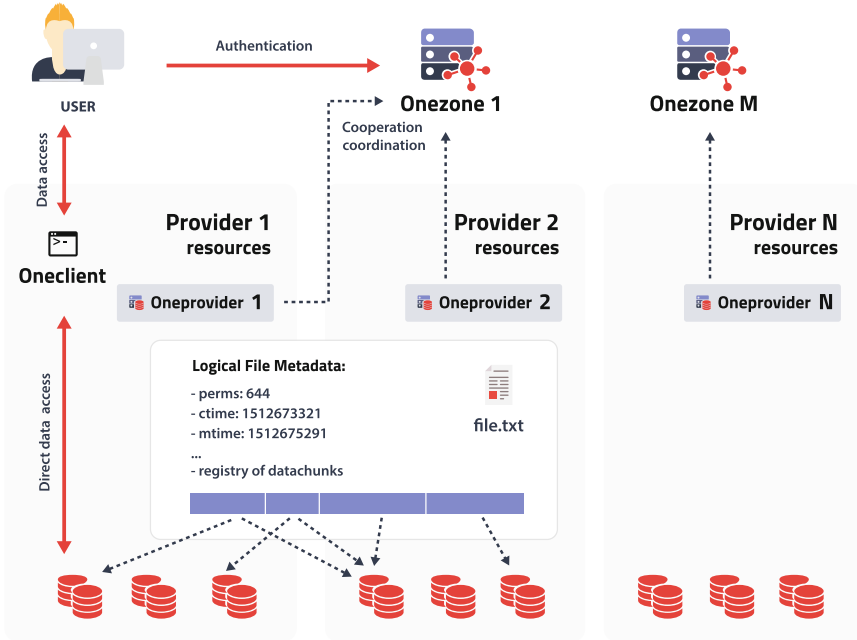 Authentication
USER
Onezone 1
Onezone M
Cooperation
coordination
Data access
Provider 1
resources
Provider 2
resources
Provider N
resources
>-
Oneclient
Oneprovider 1
Oneprovider 2
Oneprovider N
Logical File Metadata:
- perms: 644
- ctime: 1512673321
- mtime: 1512675291
...
- registry of datachunks
file.txt
Direct data access